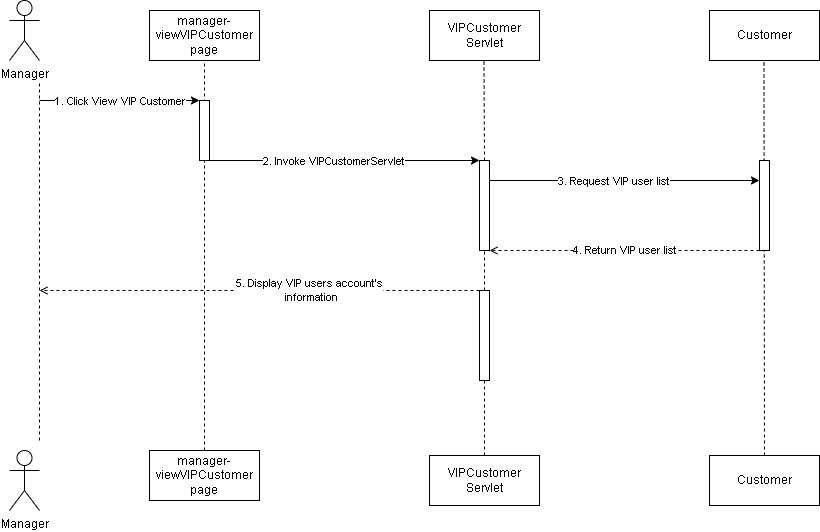 Manager
manager-
viewVIPCustomer
page
VIPCustomer
Servlet
Customer
1. Click View VIP Customer
2. Invoke VIPCustomerServlet
3. Request VIP user list
4. Return VIP user list
5. Display VIP users account's
information
Manager
manager-
viewVIPCustomer
page
VIPCustomer
Servlet
Customer